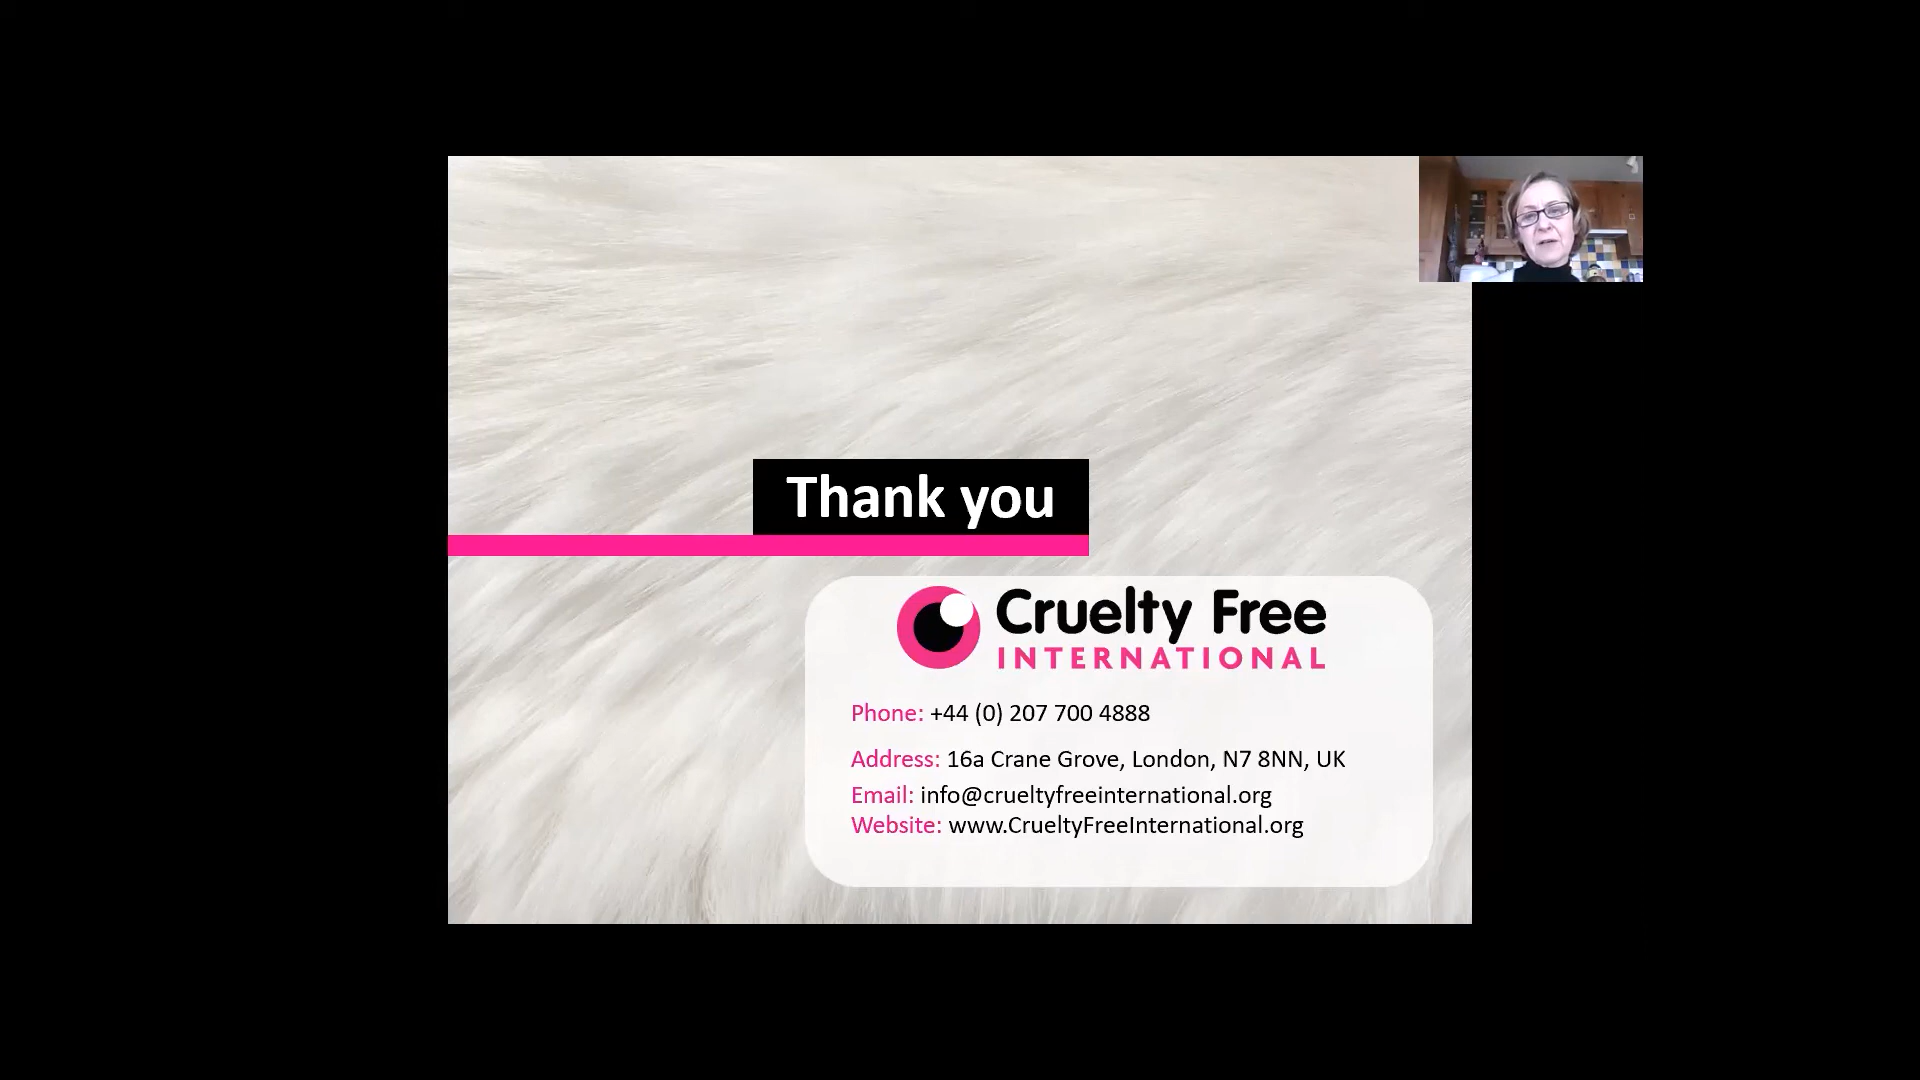 Thank you
Cruelty Free
INTERNATIONAL
Phone: +44 (0) 207 700 4888
Address: 16a Crane Grove, London, N7 8NN, UK
Email: info@crueltyfreeinternational.org
Website: www.CrueltyFreeInternational.org